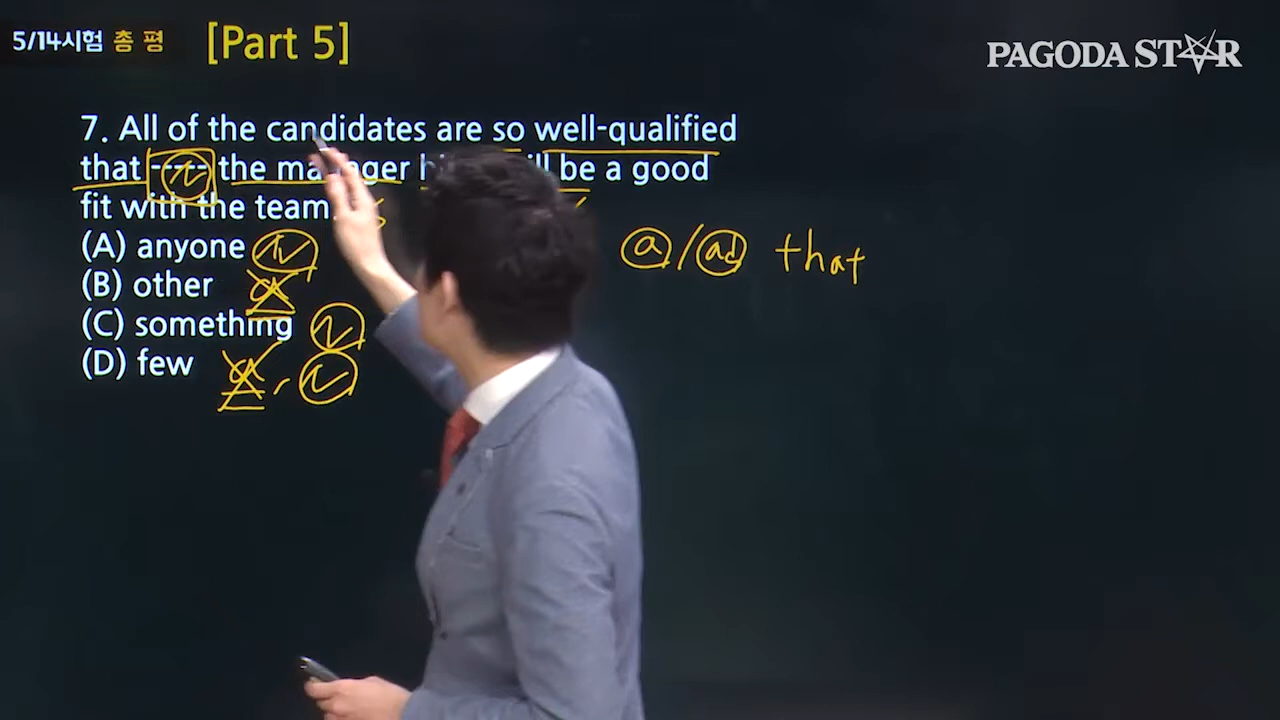 5/14시험 총 평 [Part 5]
PAGODA STAR
7. All of the candidates are so well-qualified
that ---- the manager will be a good
fit with the team.
(A) anyone n
(B) other a
(C) something n
(D) few a, n
a/ad that